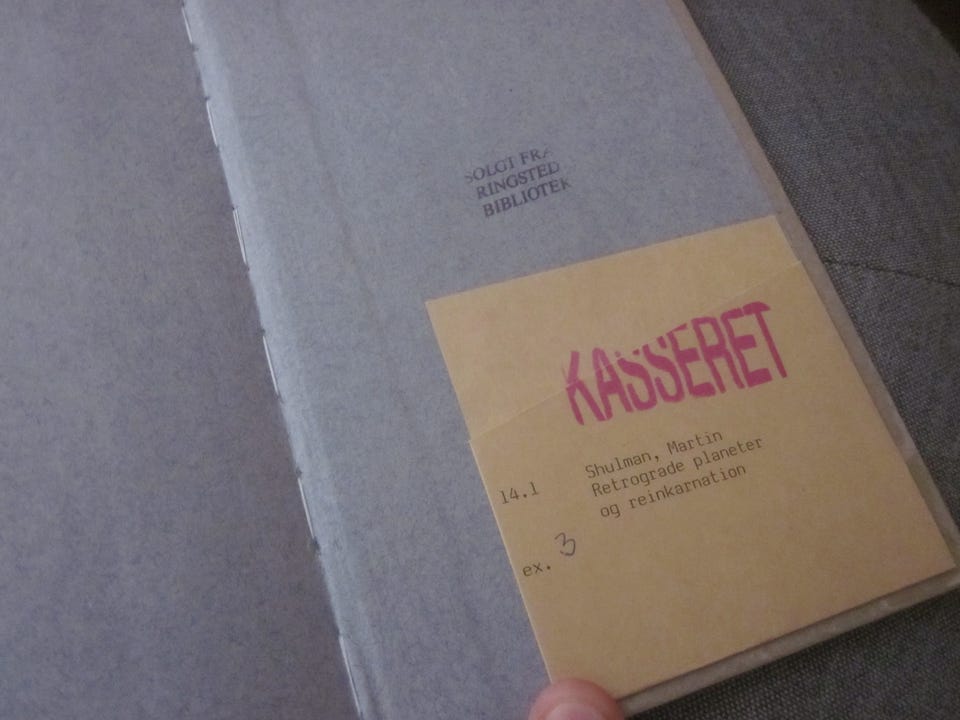 SOLGT FRA
RINGSTED
BIBLIOTEK
KASSERET
Shulman, Martin
14.1 Retrograde planeter
og reinkarnation
ex. 3